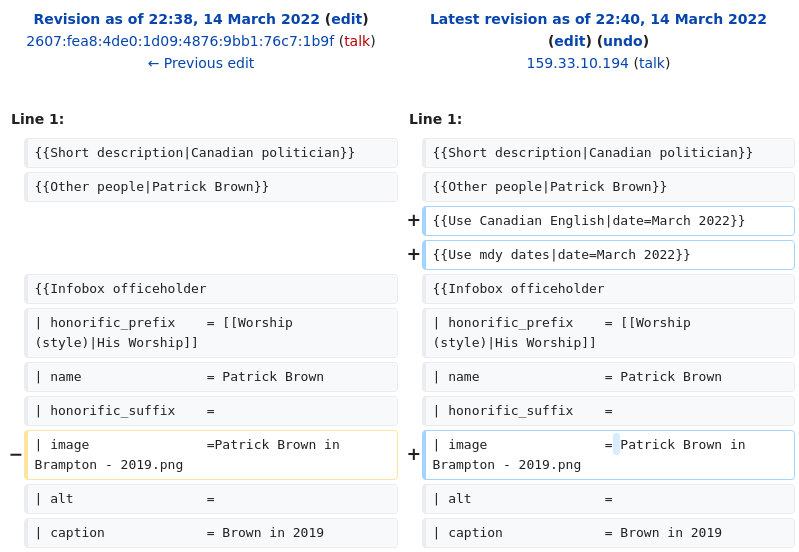 Revision as of 22:38, 14 March 2022 (edit)
2607:fea8:4de0:1d09:4876:9bb1:76c7:1b9f (talk)
← Previous edit
Latest revision as of 22:40, 14 March 2022
(edit) (undo)
159.33.10.194 (talk)
Line 1:
{{Short description|Canadian politician}}
{{Other people|Patrick Brown}}
{{Infobox officeholder
| honorific_prefix    = [[Worship
(style)|His Worship]]
| name                = Patrick Brown
| honorific_suffix    =
− | image               =Patrick Brown in
Brampton - 2019.png
| alt                 =
| caption             = Brown in 2019
Line 1:
{{Short description|Canadian politician}}
{{Other people|Patrick Brown}}
+ {{Use Canadian English|date=March 2022}}
+ {{Use mdy dates|date=March 2022}}
{{Infobox officeholder
| honorific_prefix    = [[Worship
(style)|His Worship]]
| name                = Patrick Brown
| honorific_suffix    =
+ | image               = Patrick Brown in
Brampton - 2019.png
| alt                 =
| caption             = Brown in 2019